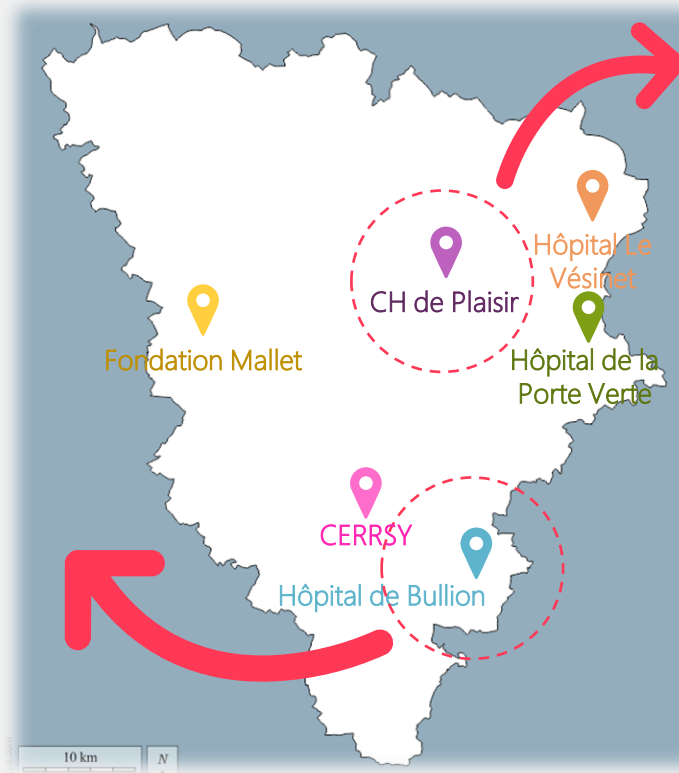 Hôpital Le
Vésinet
CH de Plaisir
Fondation Mallet
Hôpital de la
Porte Verte
CERRSY
Hôpital de Bullion
10 km
N